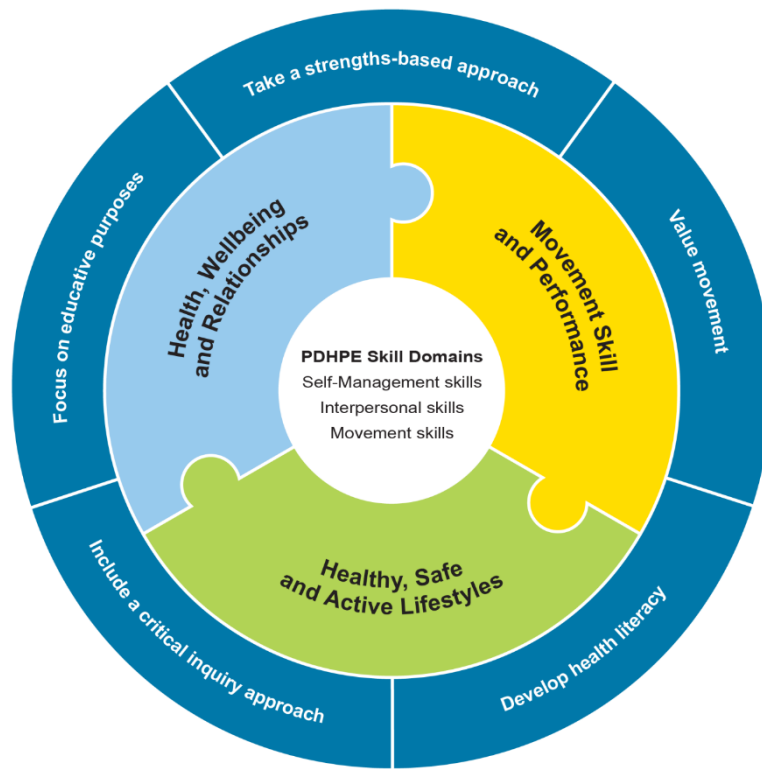 Take a strengths-based approach
Value movement
Develop health literacy
Include a critical inquiry approach
Focus on educative purposes
Health, Wellbeing
and Relationships
Movement Skill
and Performance
Healthy, Safe
and Active Lifestyles
PDHPE Skill Domains
Self-Management skills
Interpersonal skills
Movement skills